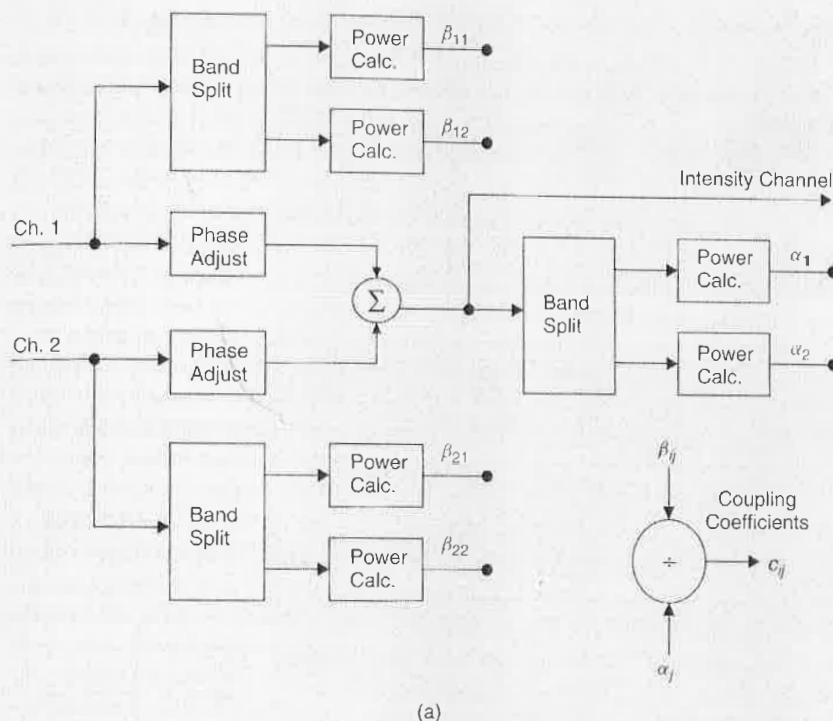 Band
Split
Power
Calc.
β11
Power
Calc.
β12
Intensity Channel
Ch. 1
Phase
Adjust
Σ
Band
Split
Power
Calc.
α1
Ch. 2
Phase
Adjust
Power
Calc.
α2
Band
Split
Power
Calc.
β21
Power
Calc.
β22
βij
Coupling
Coefficients
÷
cij
αj
(a)